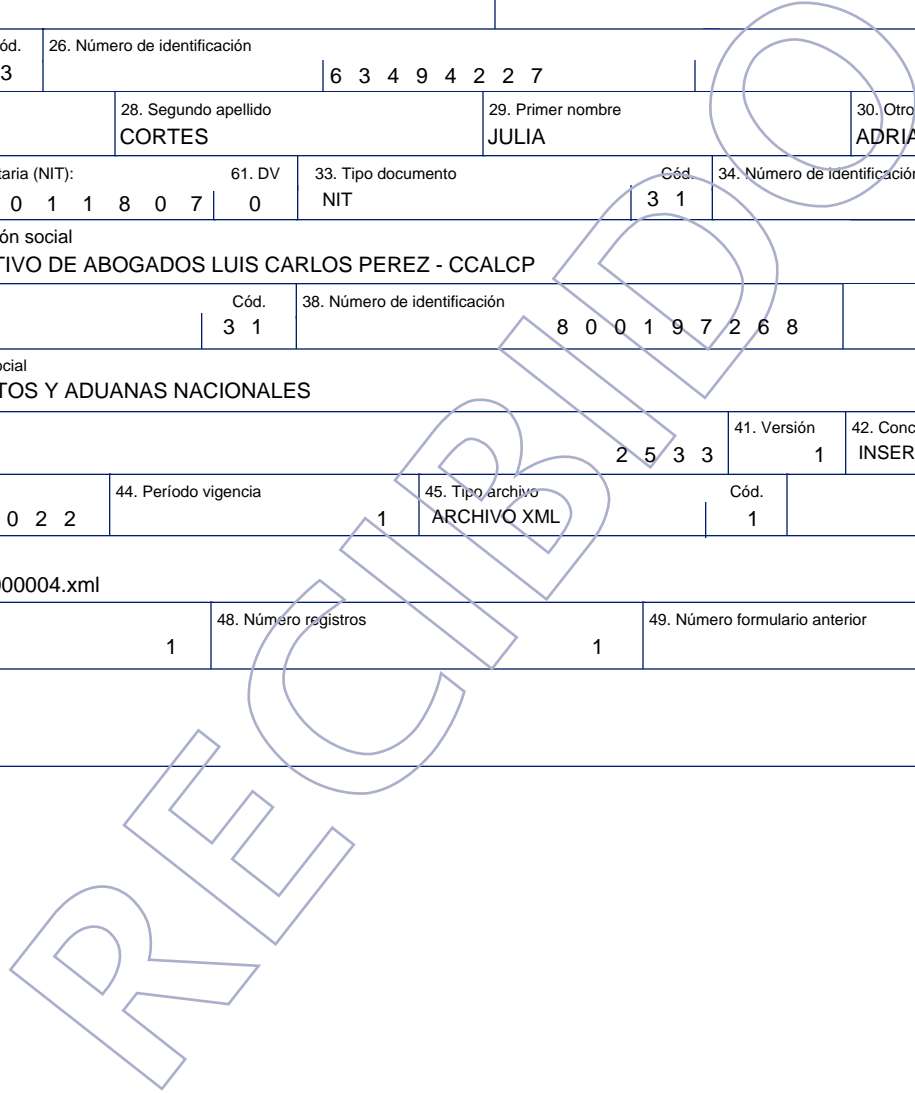 ód. 26. Número de identificación
3 6 3 4 9 4 2 2 7
28. Segundo apellido 29. Primer nombre 30. Otro
CORTES JULIA ADRIA
taria (NIT): 61. DV 33. Tipo documento Cód. 34. Número de identificación
0 1 1 8 0 7 0 NIT 3 1
ón social
TIVO DE ABOGADOS LUIS CARLOS PEREZ - CCALCP
Cód. 38. Número de identificación
3 1 8 0 0 1 9 7 2 6 8
ocial
TOS Y ADUANAS NACIONALES
41. Versión 42. Conc
2 5 3 3 1 INSER
44. Período vigencia 45. Tipo archivo Cód.
0 2 2 1 ARCHIVO XML 1
000004.xml
48. Número registros 49. Número formulario anterior
1 1
RECIBIDO